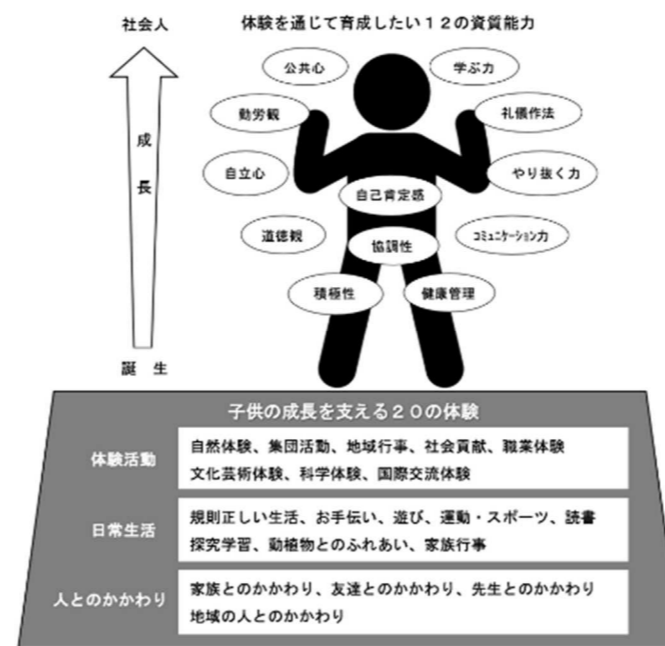 社会人
体験を通じて育成したい１２の資質能力
公共心
学ぶ力
勤労観
礼儀作法
成長
自立心
やり抜く力
自己肯定感
道徳観
協調性
コミュニケーション力
積極性
健康管理
誕　生
子供の成長を支える２０の体験
体験活動
自然体験、集団活動、地域行事、社会貢献、職業体験
文化芸術体験、科学体験、国際交流体験
日常生活
規則正しい生活、お手伝い、遊び、運動・スポーツ、読書
探究学習、動植物とのふれあい、家族行事
人とのかかわり
家族とのかかわり、友達とのかかわり、先生とのかかわり
地域の人とのかかわり